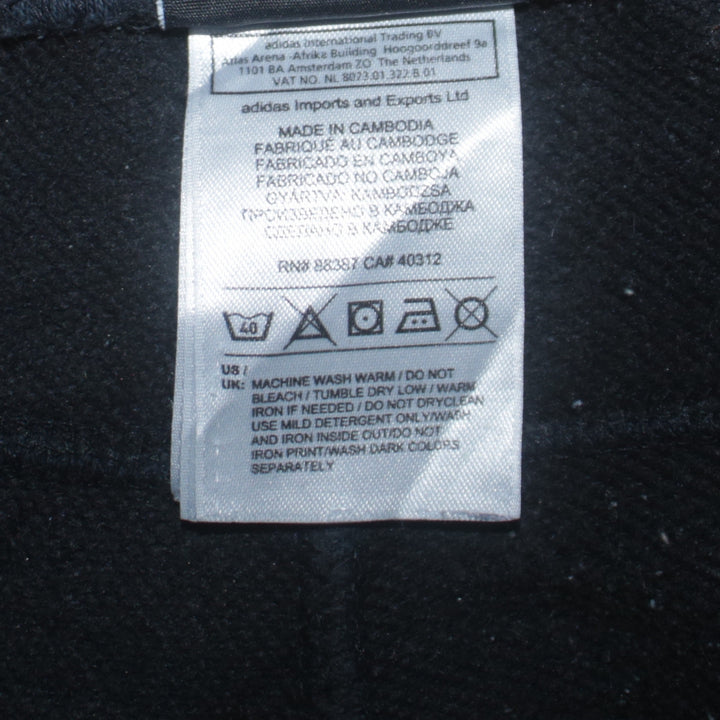 adidas International Trading BV
Atlas Arena -Afrika Building Hoogoorddreef 9a
1101 BA Amsterdam ZO The Netherlands
VAT NO. NL 8073.01.322 B 01
adidas Imports and Exports Ltd
MADE IN CAMBODIA
FABRIQUÉ AU CAMBODGE
FABRICADO EN CAMBOYA
FABRICADO NO CAMBOJA
GYÁRTVA: KAMBODZSA
ПРОИЗВЕДЕНО В КАМБОДЖА
СДЕЛАНО В КАМБОДЖЕ
RN# 88387 CA# 40312
40
US /
UK: MACHINE WASH WARM / DO NOT
BLEACH / TUMBLE DRY LOW / WARM
IRON IF NEEDED / DO NOT DRYCLEAN
USE MILD DETERGENT ONLY/WASH
AND IRON INSIDE OUT/DO NOT
IRON PRINT/WASH DARK COLORS
SEPARATELY